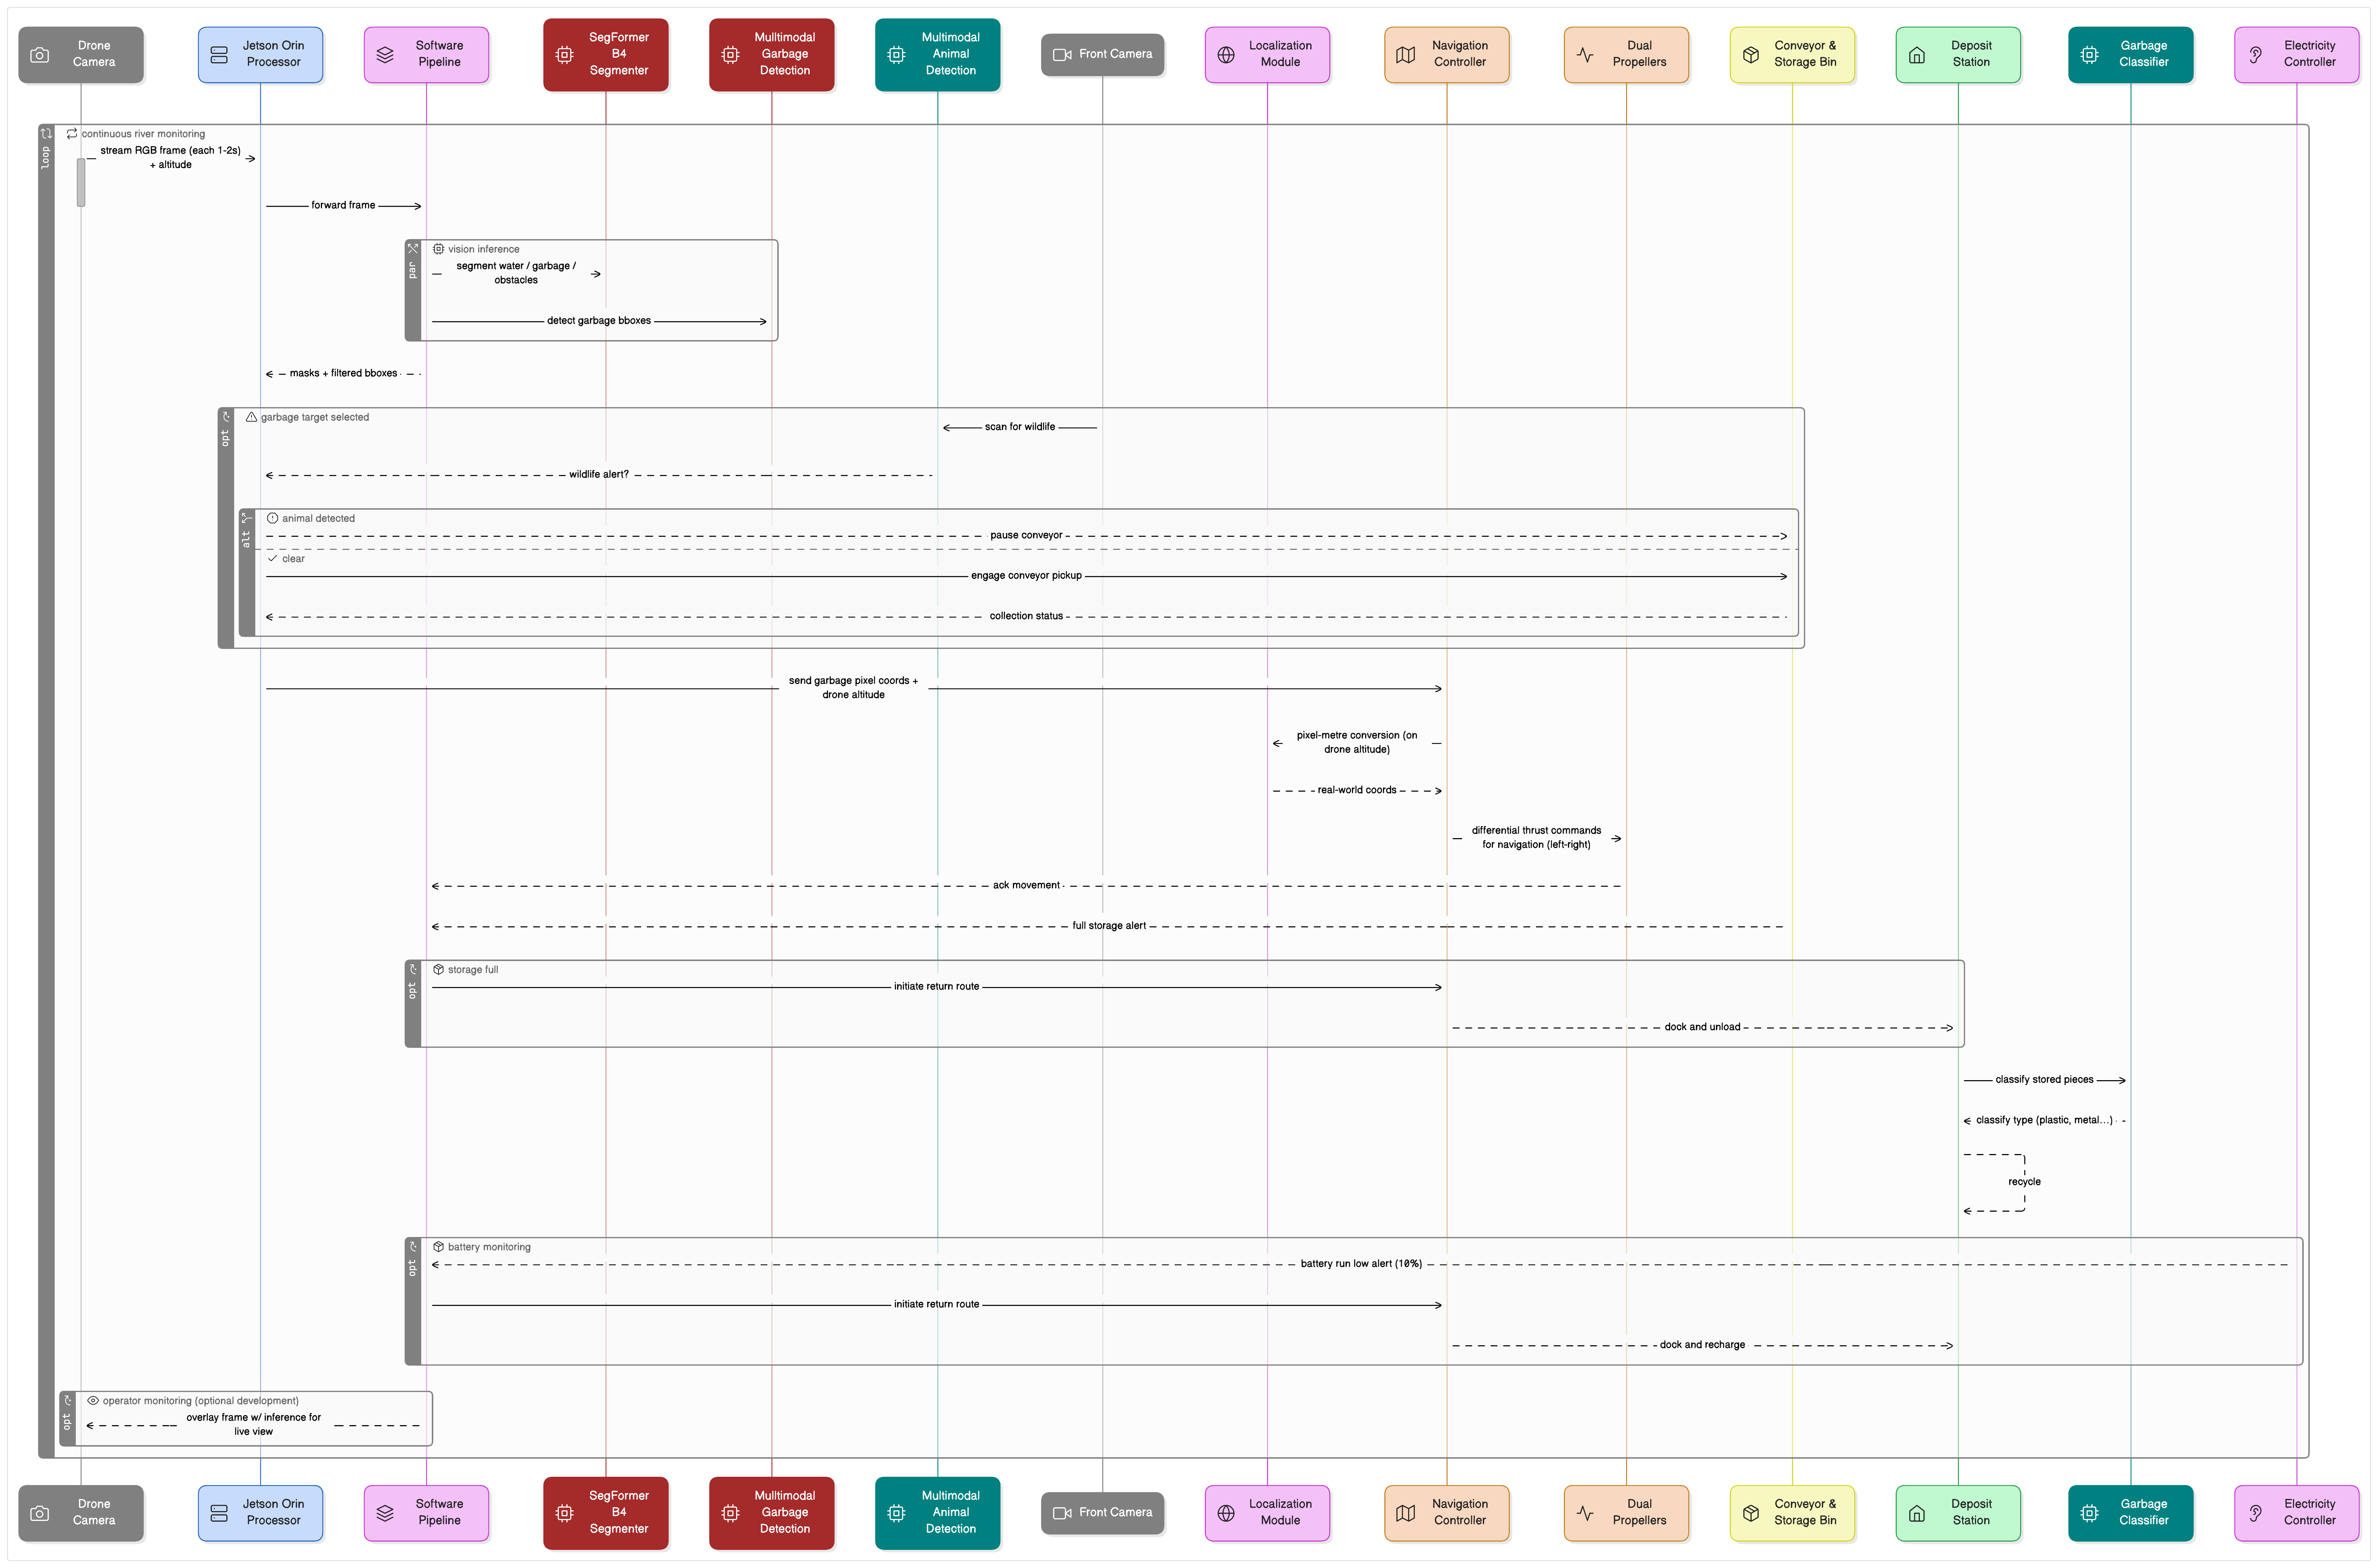 Drone
Camera
Jetson Orin
Processor
Software
Pipeline
SegFormer
B4
Segmenter
Mulltimodal
Garbage
Detection
Multimodal
Animal
Detection
Front Camera
Localization
Module
Navigation
Controller
Dual
Propellers
Conveyor &
Storage Bin
Deposit
Station
Garbage
Classifier
Electricity
Controller
loop
continuous river monitoring
stream RGB frame (each 1-2s)
+ altitude
forward frame
par
vision inference
segment water / garbage /
obstacles
detect garbage bboxes
masks + filtered bboxes
opt
garbage target selected
scan for wildlife
wildlife alert?
alt
animal detected
pause conveyor
clear
engage conveyor pickup
collection status
send garbage pixel coords +
drone altitude
pixel-metre conversion (on
drone altitude)
real-world coords
differential thrust commands
for navigation (left-right)
ack movement
full storage alert
opt
storage full
initiate return route
dock and unload
classify stored pieces
classify type (plastic, metal...)
recycle
opt
battery monitoring
battery run low alert (10%)
initiate return route
dock and recharge
opt
operator monitoring (optional development)
overlay frame w/ inference for
live view
Drone
Camera
Jetson Orin
Processor
Software
Pipeline
SegFormer
B4
Segmenter
Mulltimodal
Garbage
Detection
Multimodal
Animal
Detection
Front Camera
Localization
Module
Navigation
Controller
Dual
Propellers
Conveyor &
Storage Bin
Deposit
Station
Garbage
Classifier
Electricity
Controller